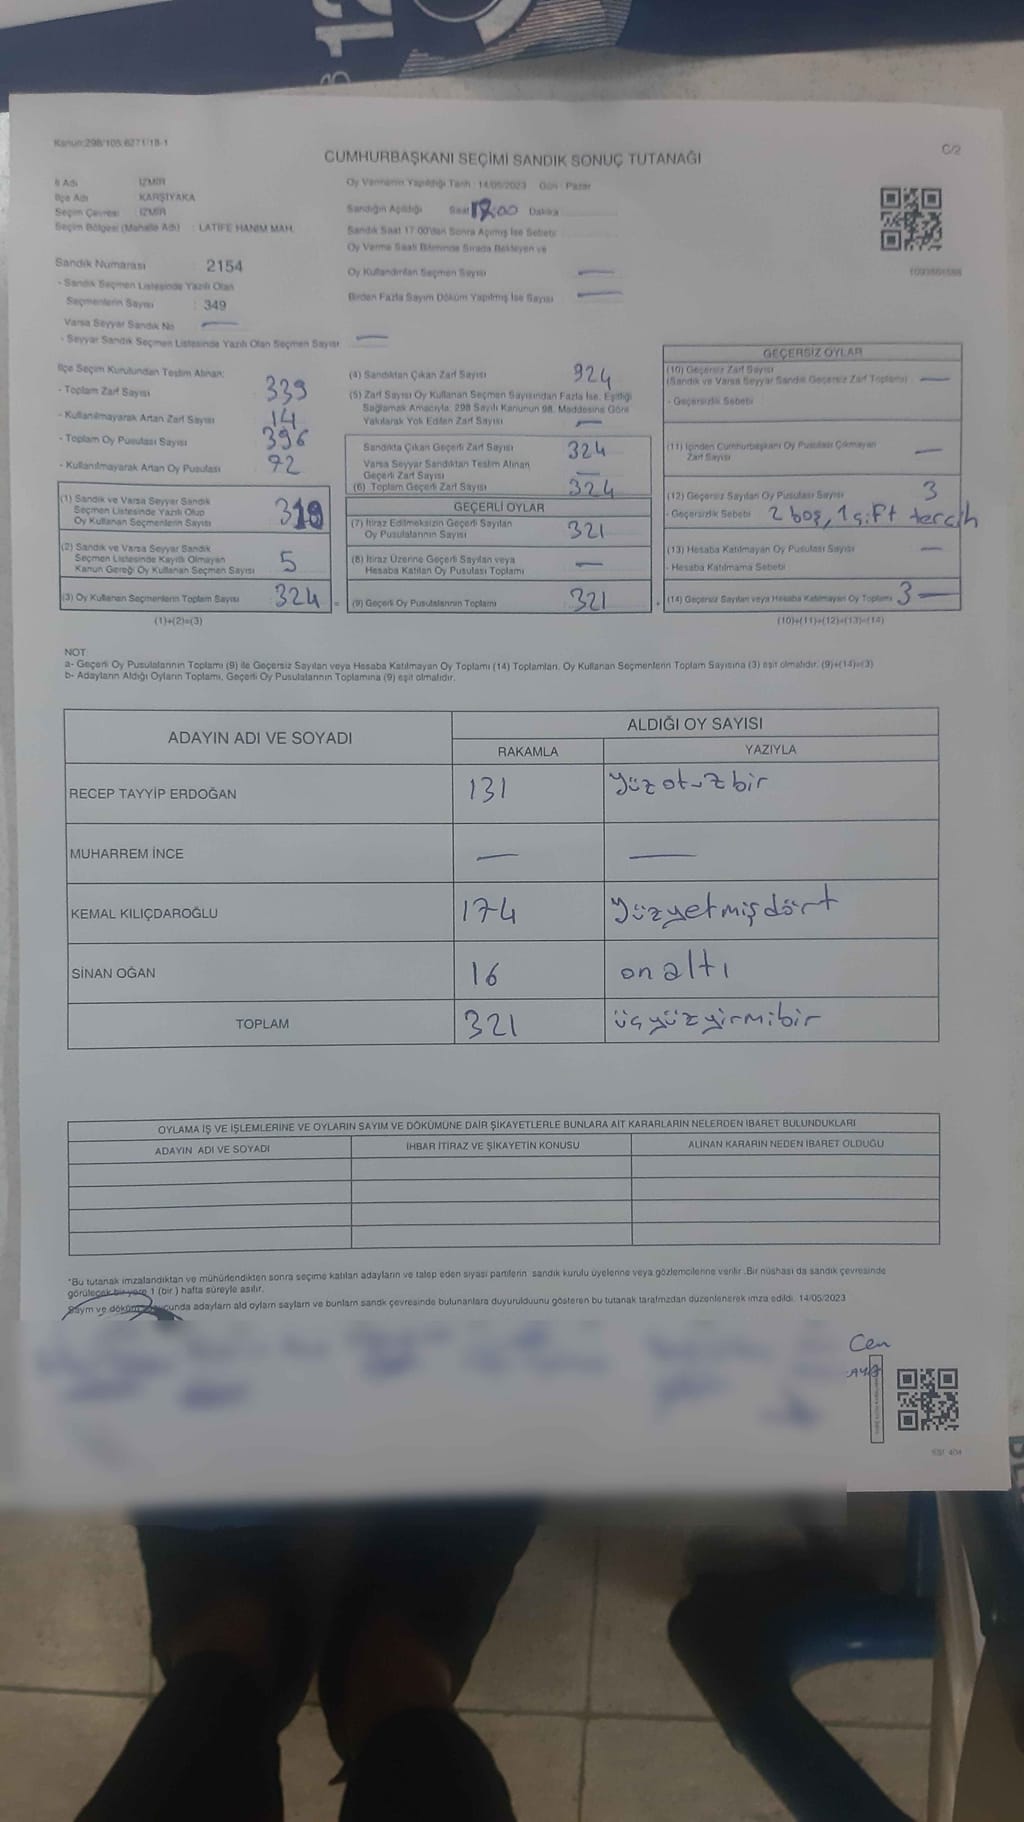 B 12
Kanun:298/105,6271/18-1
C/2
CUMHURBAŞKANI SEÇİMİ SANDIK SONUÇ TUTANAĞI
İl Adı İZMİR
İlçe Adı KARŞIYAKA
Seçim Çevresi İZMİR
Seçim Bölgesi (Mahalle Adı) : LATİFE HANIM MAH.
Oy Vermenin Yapıldığı Tarih : 14/05/2023 Gün : Pazar
Sandığın Açıldığı Saat 18:00 Dakika
Sandık Saat 17:00'dan Sonra Açılmış İse Sebebi
Oy Verme Saati Bitiminde Sırada Bekleyen ve
Oy Kullandırılan Seçmen Sayısı —
Birden Fazla Sayım Döküm Yapılmış İse Sayısı —
Sandık Numarası 2154
- Sandık Seçmen Listesinde Yazılı Olan
Seçmenlerin Sayısı : 349
Varsa Seyyar Sandık No —
- Seyyar Sandık Seçmen Listesinde Yazılı Olan Seçmen Sayısı —
İlçe Seçim Kurulundan Teslim Alınan:
- Toplam Zarf Sayısı 339
- Kullanılmayarak Artan Zarf Sayısı 14
- Toplam Oy Pusulası Sayısı 396
- Kullanılmayarak Artan Oy Pusulası 72
(1) Sandık ve Varsa Seyyar Sandık
Seçmen Listesinde Yazılı Olup
Oy Kullanan Seçmenlerin Sayısı 319
(2) Sandık ve Varsa Seyyar Sandık
Seçmen Listesinde Kayıtlı Olmayan
Kanun Gereği Oy Kullanan Seçmen Sayısı 5
(3) Oy Kullanan Seçmenlerin Toplam Sayısı 324
(1)+(2)=(3)
(4) Sandıktan Çıkan Zarf Sayısı 924
(5) Zarf Sayısı Oy Kullanan Seçmen Sayısından Fazla İse, Eşitliği
Sağlamak Amacıyla, 298 Sayılı Kanunun 98. Maddesine Göre
Yakılarak Yok Edilen Zarf Sayısı —
Sandıkta Çıkan Geçerli Zarf Sayısı 324
Varsa Seyyar Sandıktan Teslim Alınan
Geçerli Zarf Sayısı —
(6) Toplam Geçerli Zarf Sayısı 324
GEÇERLİ OYLAR
(7) İtiraz Edilmeksizin Geçerli Sayılan
Oy Pusulalarının Sayısı 321
(8) İtiraz Üzerine Geçerli Sayılan veya
Hesaba Katılan Oy Pusulası Toplamı —
(9) Geçerli Oy Pusulalarının Toplamı 321
GEÇERSİZ OYLAR
(10) Geçersiz Zarf Sayısı
(Sandık ve Varsa Seyyar Sandık Geçersiz Zarf Toplamı) —
- Geçersizlik Sebebi
(11) İçinden Cumhurbaşkanı Oy Pusulası Çıkmayan
Zarf Sayısı —
(12) Geçersiz Sayılan Oy Pusulası Sayısı 3
- Geçersizlik Sebebi 2 boş, 1 çift tercih
(13) Hesaba Katılmayan Oy Pusulası Sayısı —
- Hesaba Katılmama Sebebi
(14) Geçersiz Sayılan veya Hesaba Katılmayan Oy Toplamı 3 —
(10)+(11)+(12)+(13)=(14)
NOT:
a- Geçerli Oy Pusulalarının Toplamı (9) ile Geçersiz Sayılan veya Hesaba Katılmayan Oy Toplamı (14) Toplamları, Oy Kullanan Seçmenlerin Toplam Sayısına (3) eşit olmalıdır. (9)+(14)=(3)
b- Adayların Aldığı Oyların Toplamı, Geçerli Oy Pusulalarının Toplamına (9) eşit olmalıdır.
ADAYIN ADI VE SOYADI ALDIĞI OY SAYISI
RAKAMLA YAZIYLA
RECEP TAYYİP ERDOĞAN 131 yüzotuzbir
MUHARREM İNCE — —
KEMAL KILIÇDAROĞLU 174 yüzyetmişdört
SİNAN OĞAN 16 onaltı
TOPLAM 321 üçyüzyirmibir
OYLAMA İŞ VE İŞLEMLERİNE VE OYLARIN SAYIM VE DÖKÜMÜNE DAİR ŞİKAYETLERLE BUNLARA AİT KARARLARIN NELERDEN İBARET BULUNDUKLARI
ADAYIN ADI VE SOYADI İHBAR İTİRAZ VE ŞİKAYETİN KONUSU ALINAN KARARIN NEDEN İBARET OLDUĞU
*Bu tutanak imzalandıktan ve mühürlendikten sonra seçime katılan adayların ve talep eden siyasi partilerin sandık kurulu üyelerine veya gözlemcilerine verilir. Bir nüshası da sandık çevresinde
görülecek bir yere 1 (bir ) hafta süreyle asılır.
Sayım ve döküm sonucunda adayların ald oyların sayların ve bunların sandk çevresinde bulunanlara duyurulduunu gösteren bu tutanak tarafmzdan düzenlenerek imza edildi. 14/05/2023
Cen